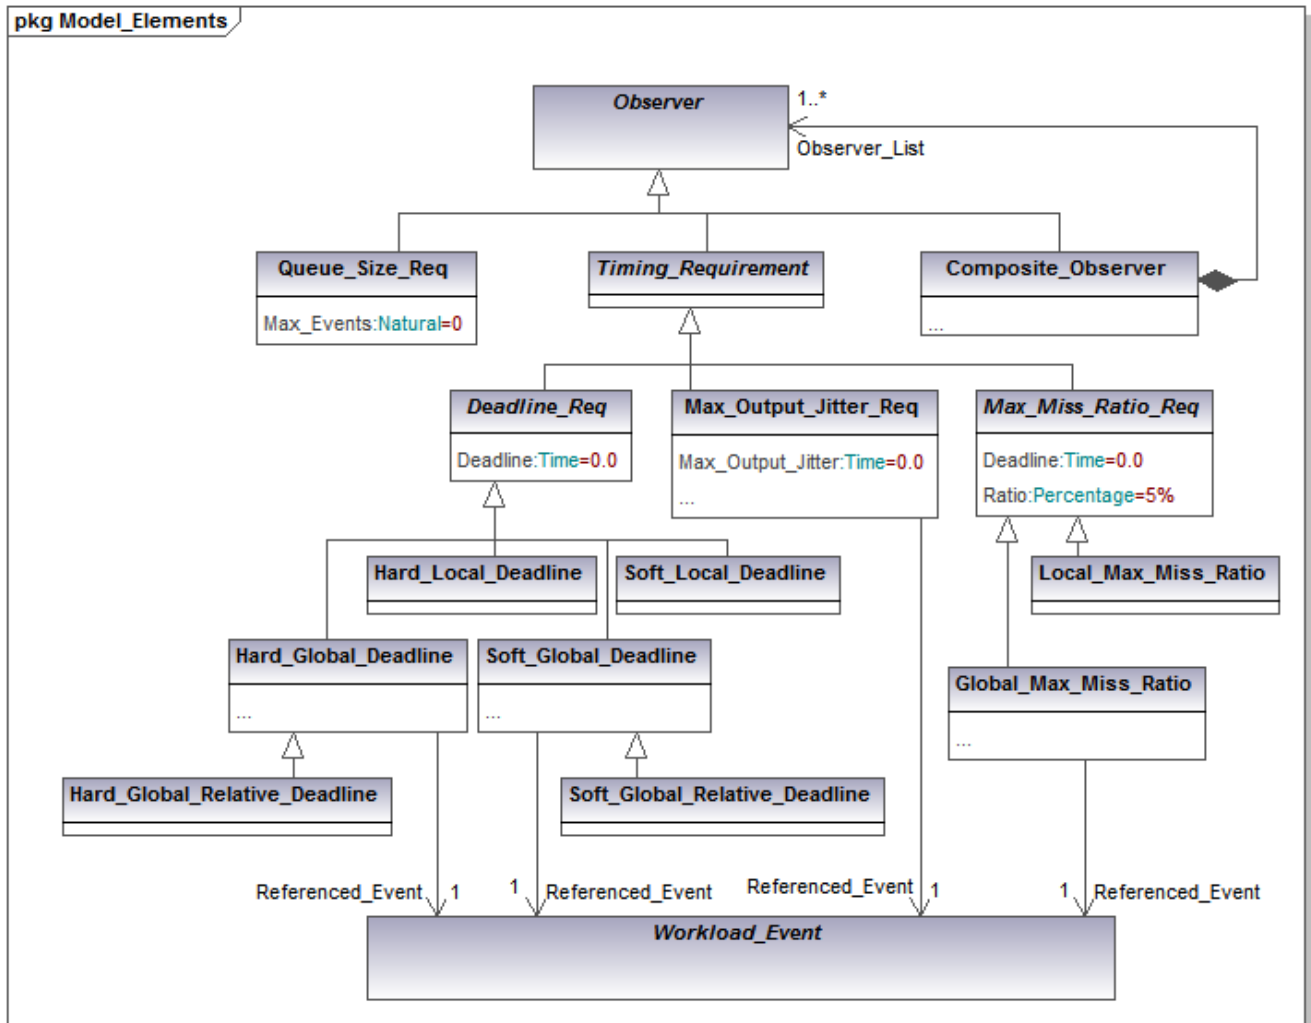 pkg Model_Elements
Observer
1..*
Observer_List
Queue_Size_Req
Max_Events:Natural=0
Timing_Requirement
Composite_Observer
...
Deadline_Req
Deadline:Time=0.0
Max_Output_Jitter_Req
Max_Output_Jitter:Time=0.0
...
Max_Miss_Ratio_Req
Deadline:Time=0.0
Ratio:Percentage=5%
Hard_Local_Deadline
Soft_Local_Deadline
Local_Max_Miss_Ratio
Hard_Global_Deadline
...
Soft_Global_Deadline
...
Global_Max_Miss_Ratio
...
Hard_Global_Relative_Deadline
Soft_Global_Relative_Deadline
Referenced_Event 1
1 Referenced_Event
Referenced_Event 1
1 Referenced_Event
Workload_Event